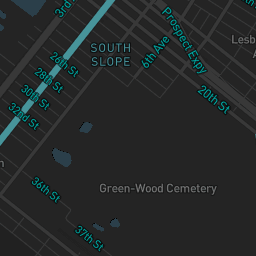 3rd
Lesb
SOUTH
SLOPE
6th Ave
Prospect Expy
20th St
26th St
28th St
30th St
32nd St
Green-Wood Cemetery
36th St
37th St